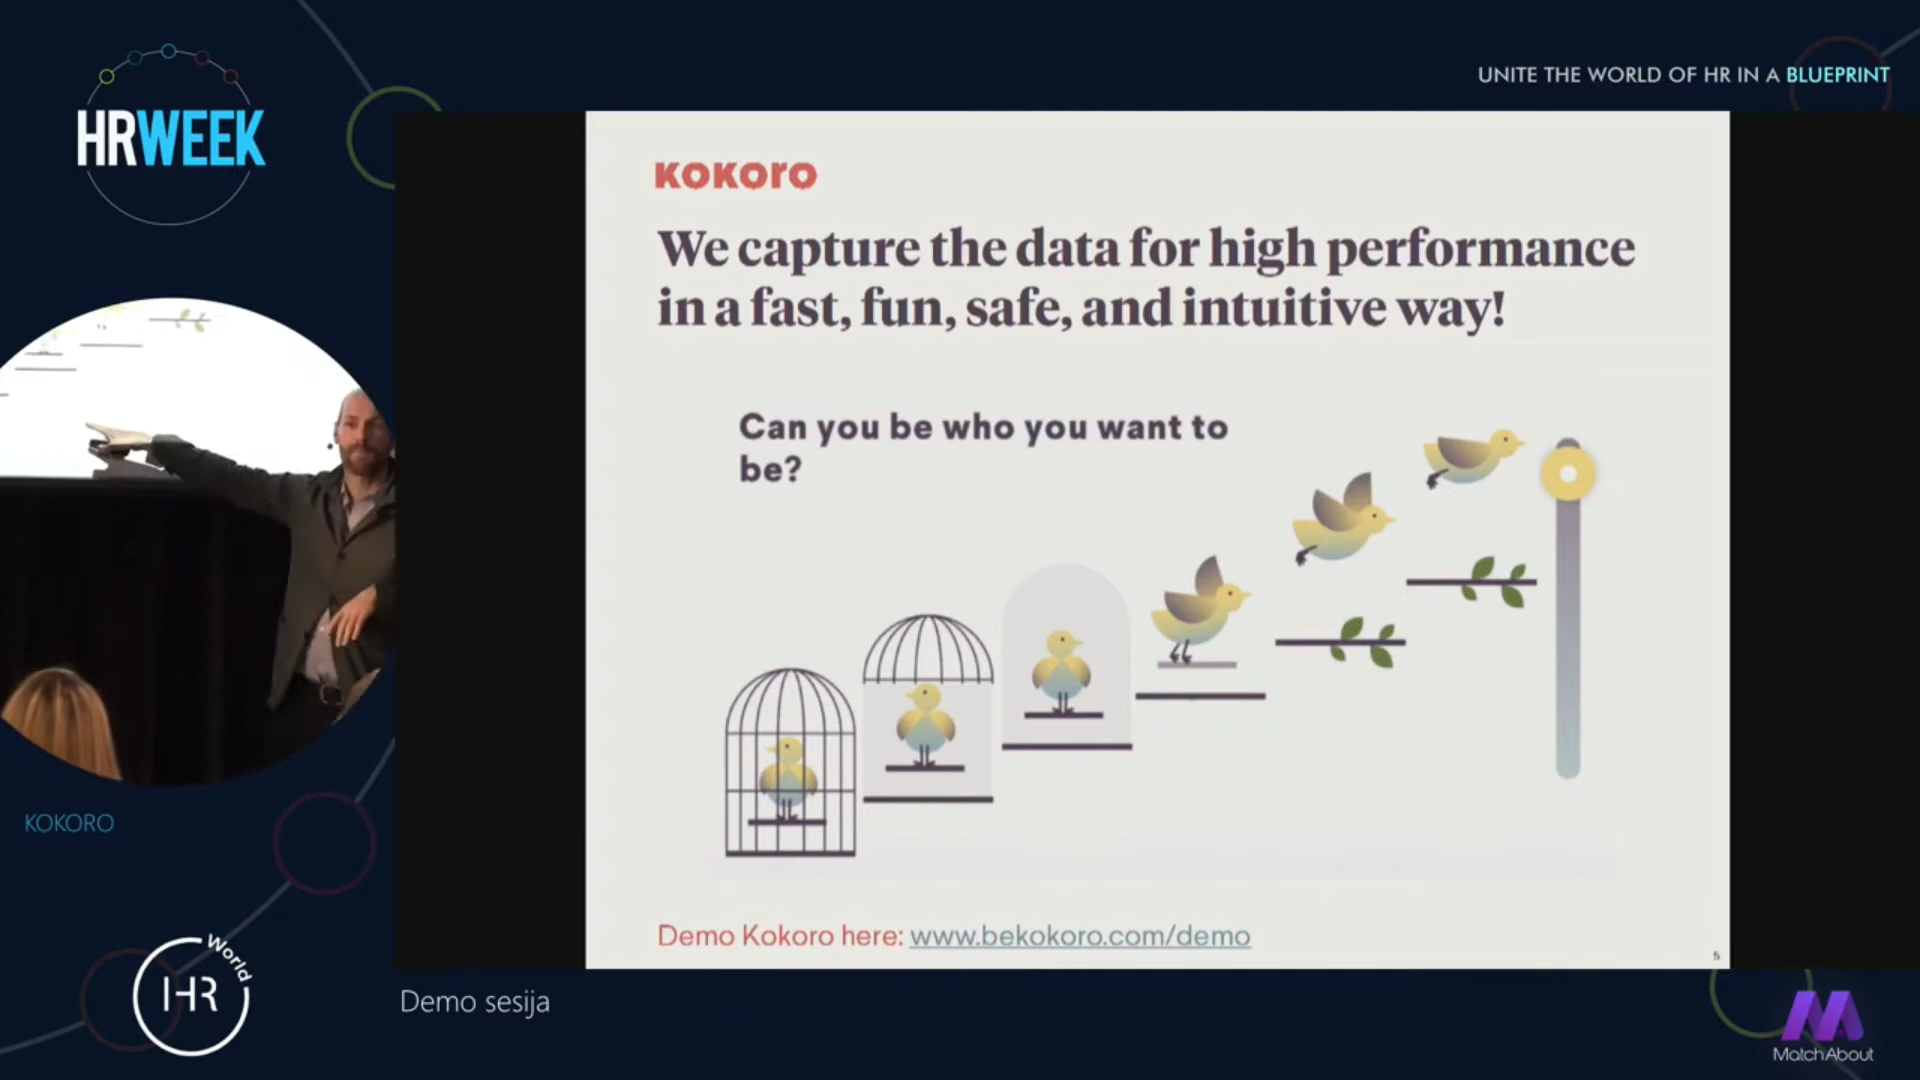 HRWEEK
UNITE THE WORLD OF HR IN A BLUEPRINT
KOKOrO
We capture the data for high performance
in a fast, fun, safe, and intuitive way!
Can you be who you want to
be?
Demo Kokoro here: www.bekokoro.com/demo
5
KOKORO
HR World
Demo sesija
MatchAbout